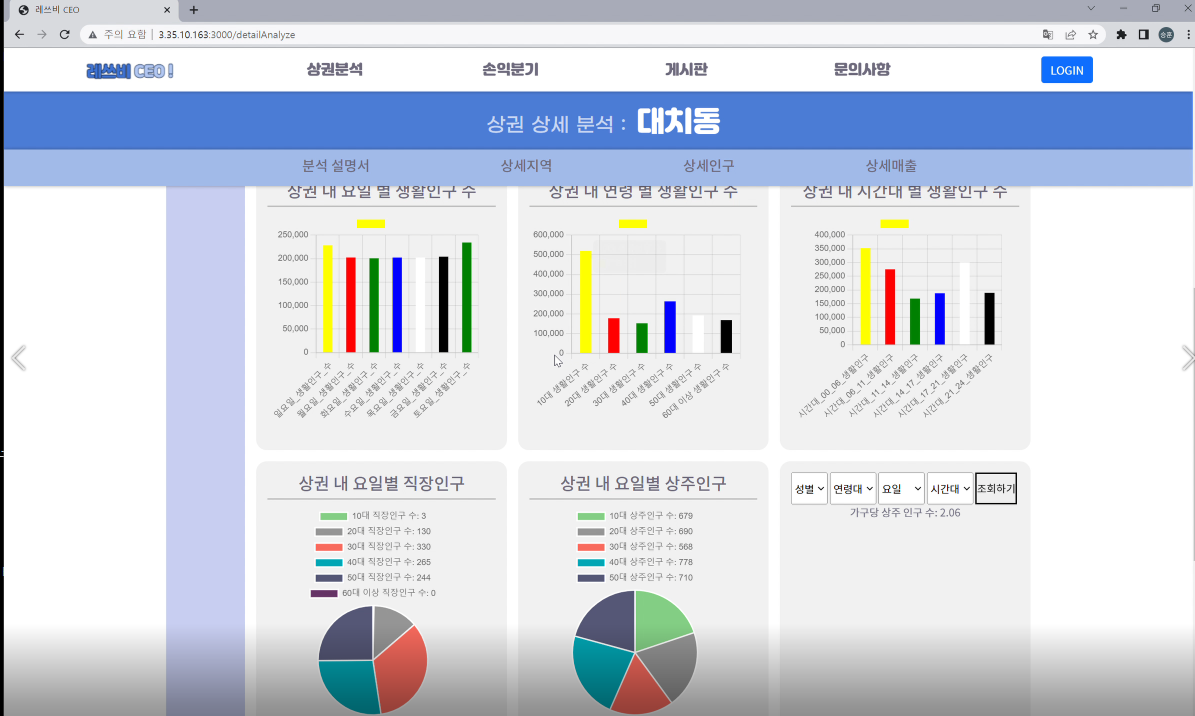 레쓰비 CEO
주의 요함
3.35.10.163:3000/detailAnalyze
승훈
레쓰비 CEO !
상권분석
손익분기
게시판
문의사항
LOGIN
상권 상세 분석 : 대치동
분석 설명서
상세지역
상세인구
상세매출
상권 내 요일 별 생활인구 수
250,000
200,000
150,000
100,000
50,000
0
일요일_생활인구_수
월요일_생활인구_수
화요일_생활인구_수
수요일_생활인구_수
목요일_생활인구_수
금요일_생활인구_수
토요일_생활인구_수
상권 내 연령 별 생활인구 수
600,000
500,000
400,000
300,000
200,000
100,000
0
10대 생활인구 수
20대 생활인구 수
30대 생활인구 수
40대 생활인구 수
50대 생활인구 수
60대 이상 생활인구 수
상권 내 시간대 별 생활인구 수
400,000
350,000
300,000
250,000
200,000
150,000
100,000
50,000
0
시간대_00_06_생활인구
시간대_06_11_생활인구
시간대_11_14_생활인구
시간대_14_17_생활인구
시간대_17_21_생활인구
시간대_21_24_생활인구
상권 내 요일별 직장인구
10대 직장인구 수: 3
20대 직장인구 수: 130
30대 직장인구 수: 330
40대 직장인구 수: 265
50대 직장인구 수: 244
60대 이상 직장인구 수: 0
상권 내 요일별 상주인구
10대 상주인구 수: 679
20대 상주인구 수: 690
30대 상주인구 수: 568
40대 상주인구 수: 778
50대 상주인구 수: 710
성별
연령대
요일
시간대
조회하기
가구당 상주 인구 수: 2.06